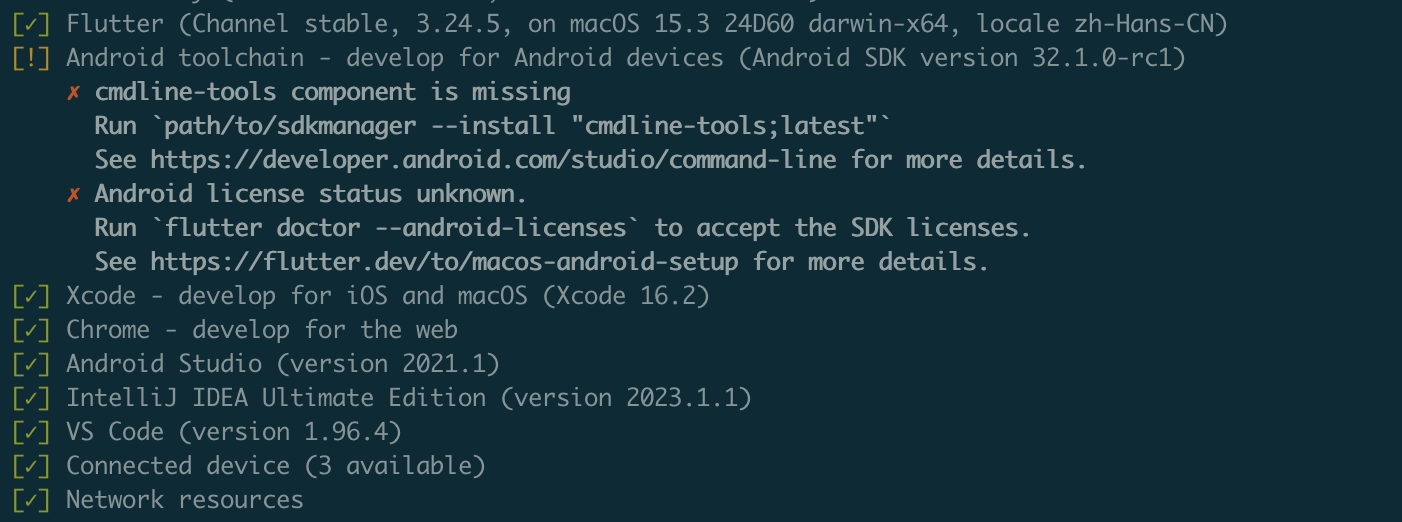 [✓] Flutter (Channel stable, 3.24.5, on macOS 15.3 24D60 darwin-x64, locale zh-Hans-CN)
[!] Android toolchain - develop for Android devices (Android SDK version 32.1.0-rc1)
✗ cmdline-tools component is missing
Run `path/to/sdkmanager --install "cmdline-tools;latest"`
See https://developer.android.com/studio/command-line for more details.
✗ Android license status unknown.
Run `flutter doctor --android-licenses` to accept the SDK licenses.
See https://flutter.dev/to/macos-android-setup for more details.
[✓] Xcode - develop for iOS and macOS (Xcode 16.2)
[✓] Chrome - develop for the web
[✓] Android Studio (version 2021.1)
[✓] IntelliJ IDEA Ultimate Edition (version 2023.1.1)
[✓] VS Code (version 1.96.4)
[✓] Connected device (3 available)
[✓] Network resources